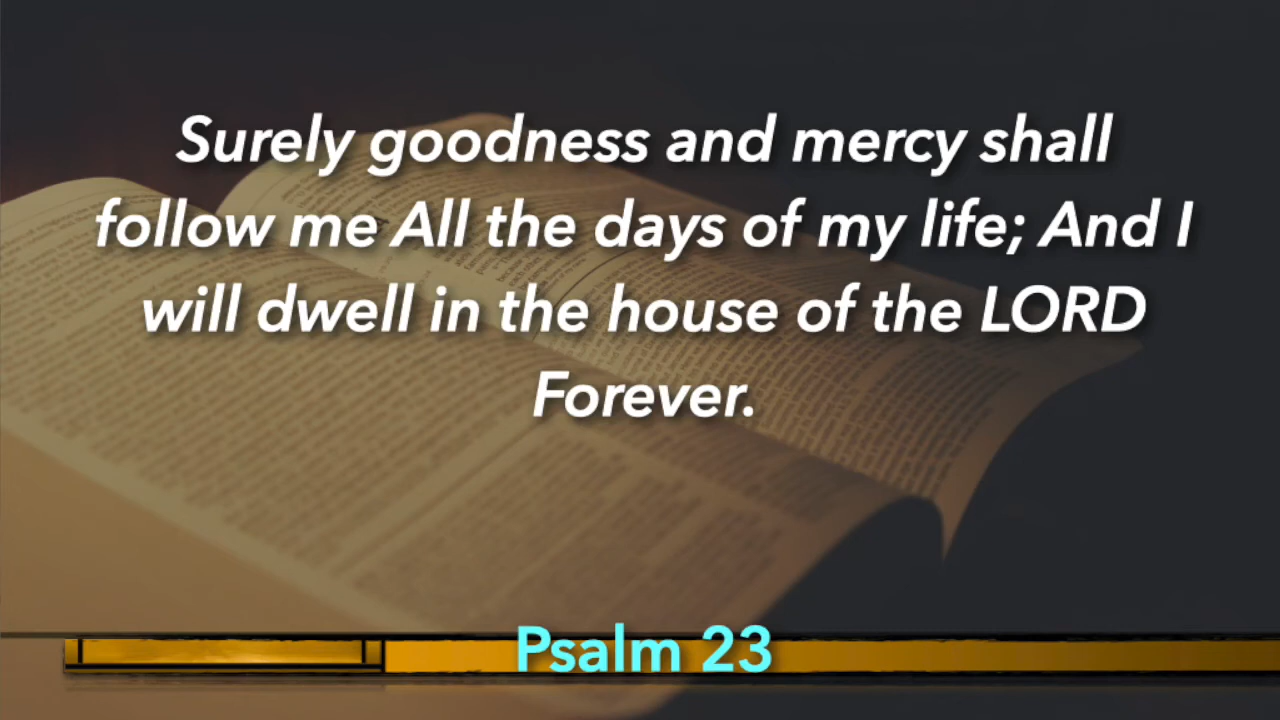 Surely goodness and mercy shall
follow me All the days of my life; And I
will dwell in the house of the LORD
Forever.
Psalm 23